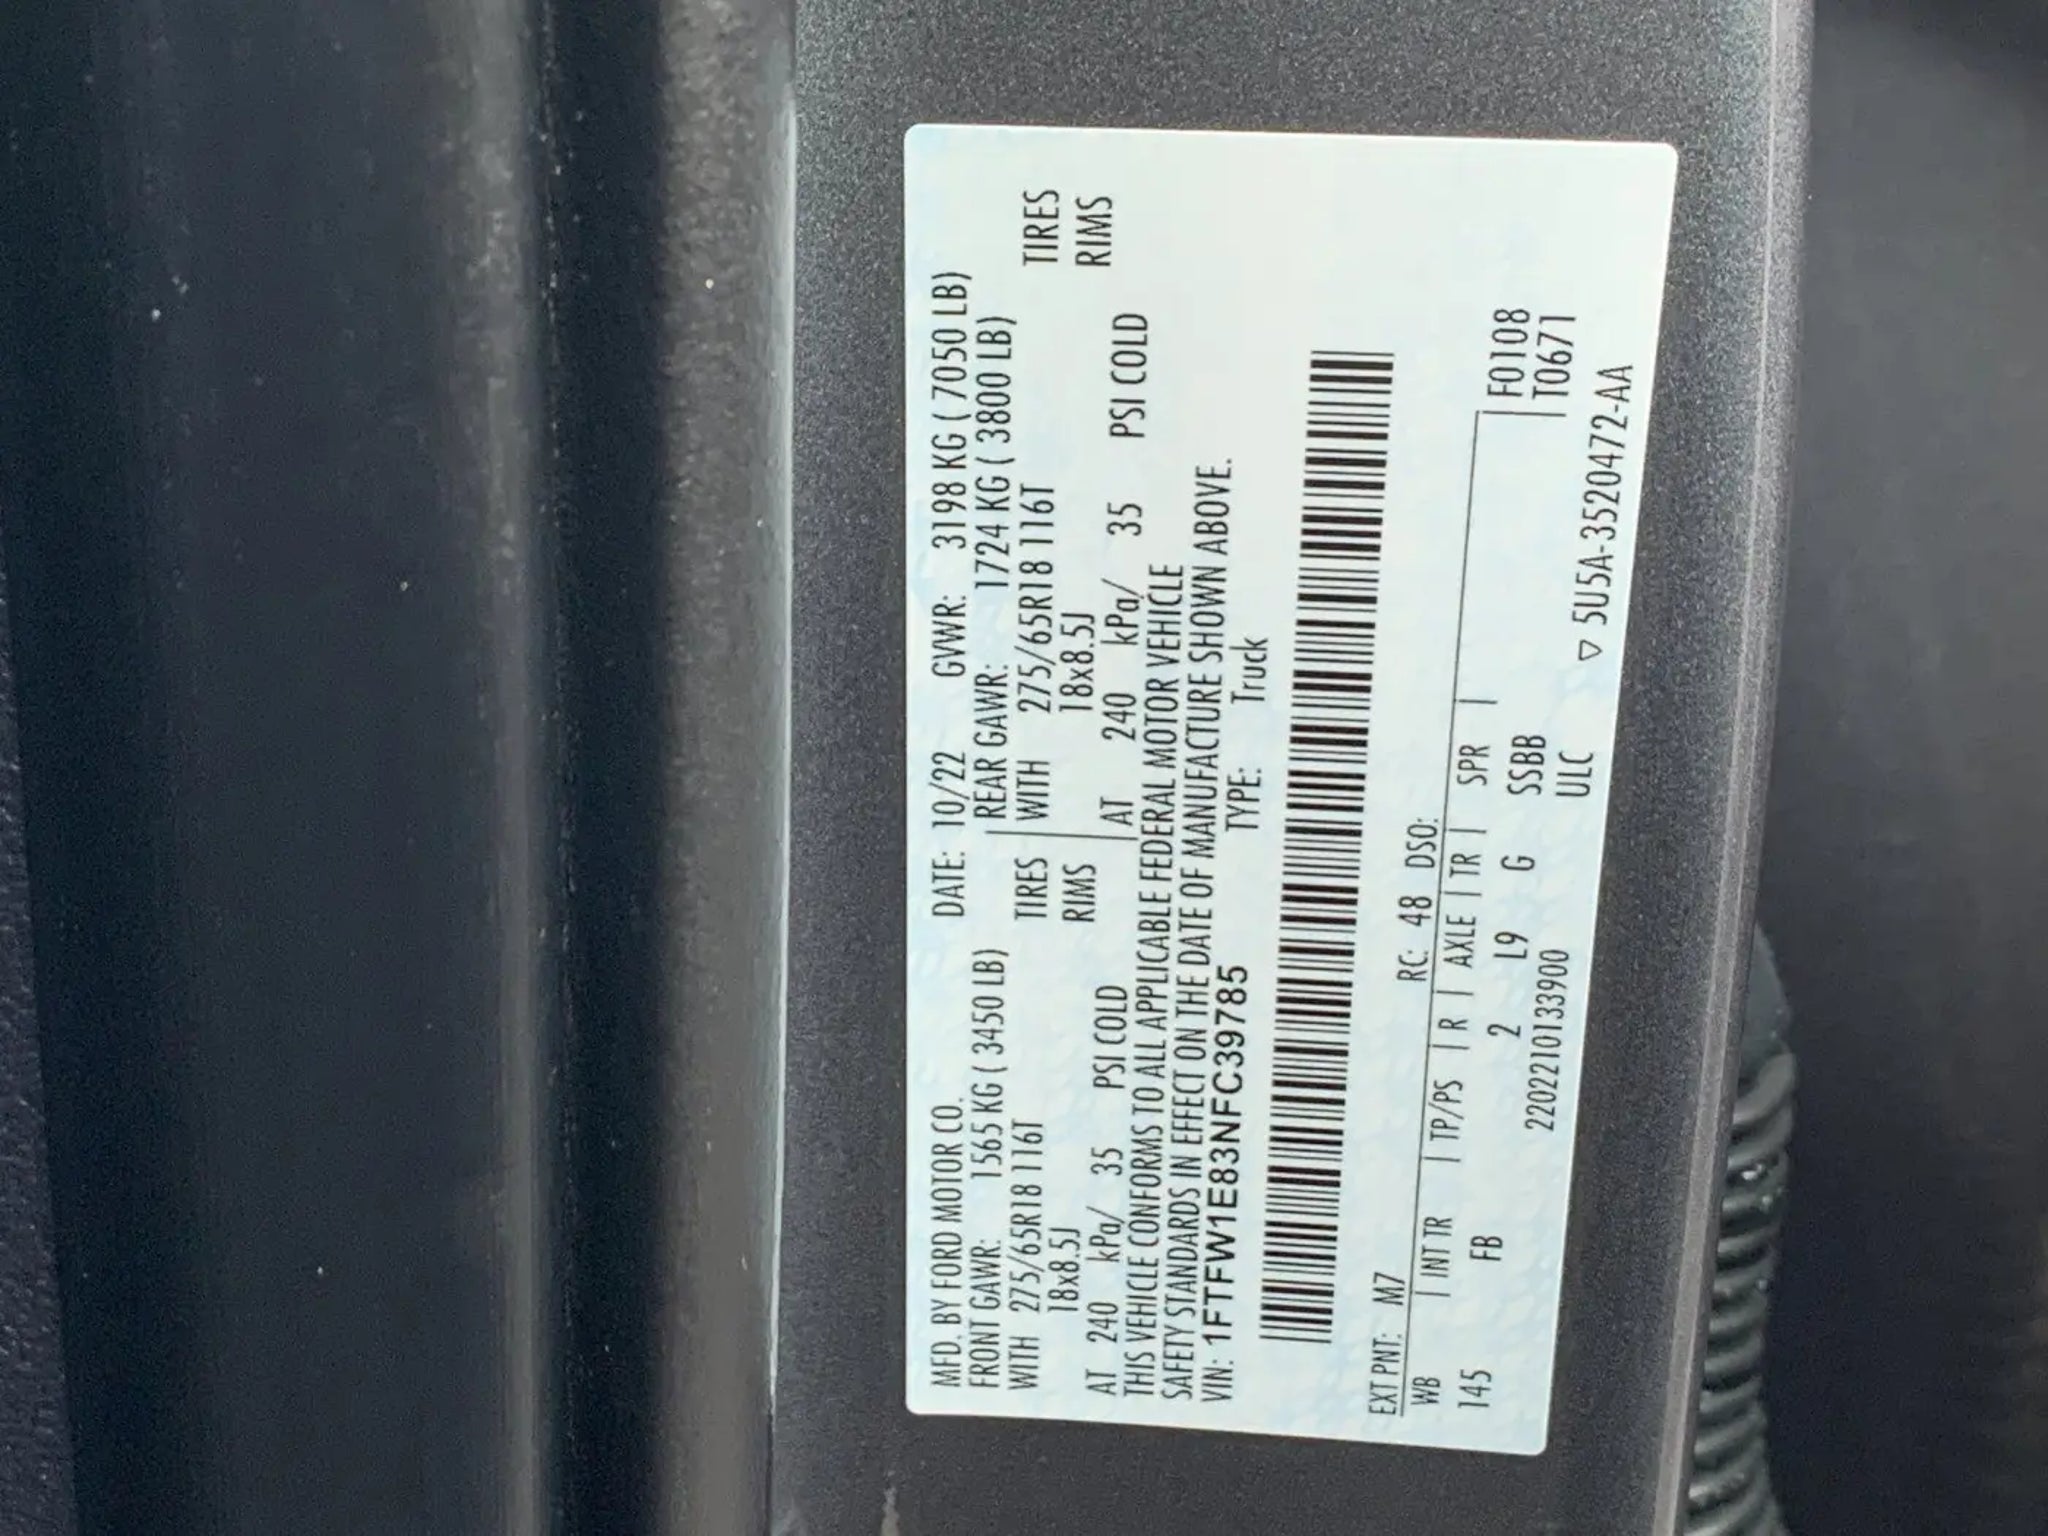 MFD. BY FORD MOTOR CO. DATE: 10/22 GVWR: 3198 KG ( 7050 LB)
FRONT GAWR: 1565 KG ( 3450 LB) REAR GAWR: 1724 KG ( 3800 LB)
WITH 275/65R18 116T TIRES WITH 275/65R18 116T TIRES
18x8.5J RIMS 18x8.5J RIMS
AT 240 kPa/ 35 PSI COLD AT 240 kPa/ 35 PSI COLD
THIS VEHICLE CONFORMS TO ALL APPLICABLE FEDERAL MOTOR VEHICLE
SAFETY STANDARDS IN EFFECT ON THE DATE OF MANUFACTURE SHOWN ABOVE.
VIN: 1FTFW1E83NFC39785 TYPE: Truck
EXT PNT: M7 RC: 48 DSO:
WB | INT TR | TP/PS | R | AXLE | TR | SPR |
145 FB 2 L9 G SSBB F0108
2202210133900 ULC T0671
▽ 5U5A-3520472-AA